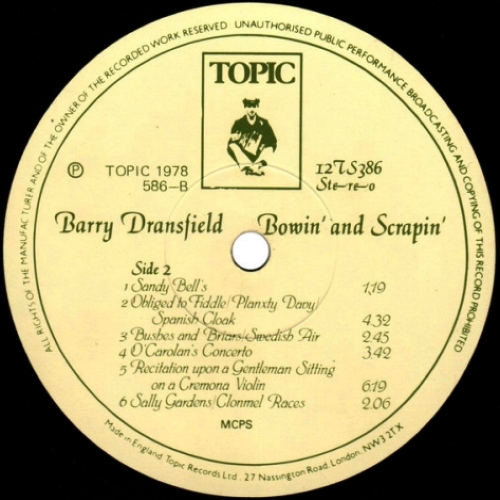 ALL RIGHTS OF THE MANUFACTURER AND OF THE OWNER OF THE RECORDED WORK RESERVED UNAUTHORISED PUBLIC PERFORMANCE BROADCASTING AND COPYING OF THIS RECORD PROHIBITED
TOPIC
Ⓟ TOPIC 1978 12TS386
586-B Stereo
Barry Dransfield Bowin' and Scrapin'
Side 2
1 Sandy Bell's 1,19
2 Obliged to Fiddle/Planxty Davy/
Spanish Cloak 4.32
3 Bushes and Briars/Swedish Air 2.45
4 O'Carolan's Concerto 3.42
5 Recitation upon a Gentleman Sitting
on a Cremona Violin 6:19
6 Sally Gardens/Clonmel Races 2.06
MCPS
Made in England. Topic Records Ltd., 27 Nassington Road, London, NW3 2TX